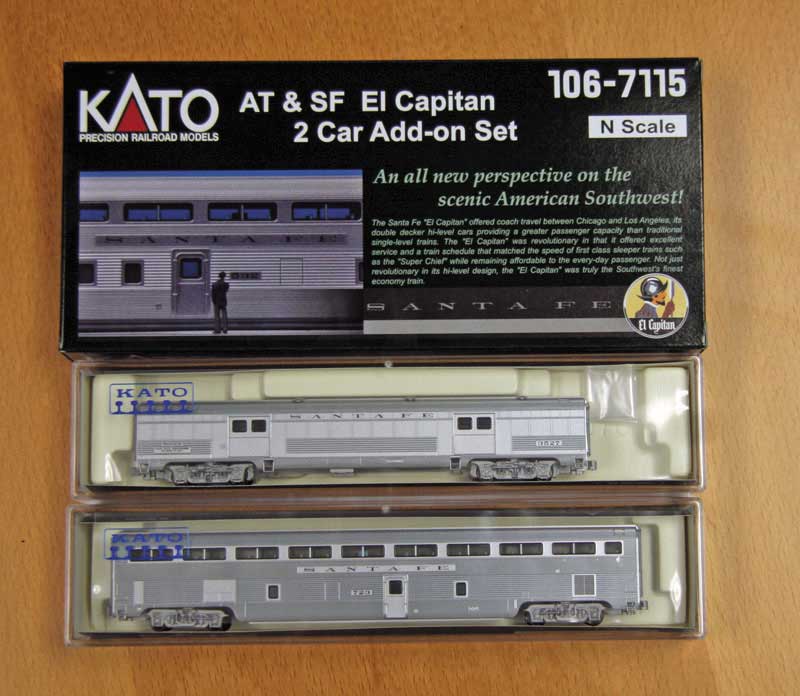 KATO
PRECISION RAILROAD MODELS
AT & SF El Capitan
2 Car Add-on Set
106-7115
N Scale
An all new perspective on the
scenic American Southwest!
The Santa Fe "El Capitan" offered coach travel between Chicago and Los Angeles, its
double decker hi-level cars providing a greater passenger capacity than traditional
single-level trains. The "El Capitan" was revolutionary in that it offered excellent
service and a train schedule that matched the speed of first class sleeper trains such
as the "Super Chief" while remaining affordable to the every-day passenger. Not just
revolutionary in its hi-level design, the "El Capitan" was truly the Southwest's finest
economy train.
SANTA FE
SANTA FE
El Capitan
KATO
SANTA FE
3527
KATO
SANTA FE
723